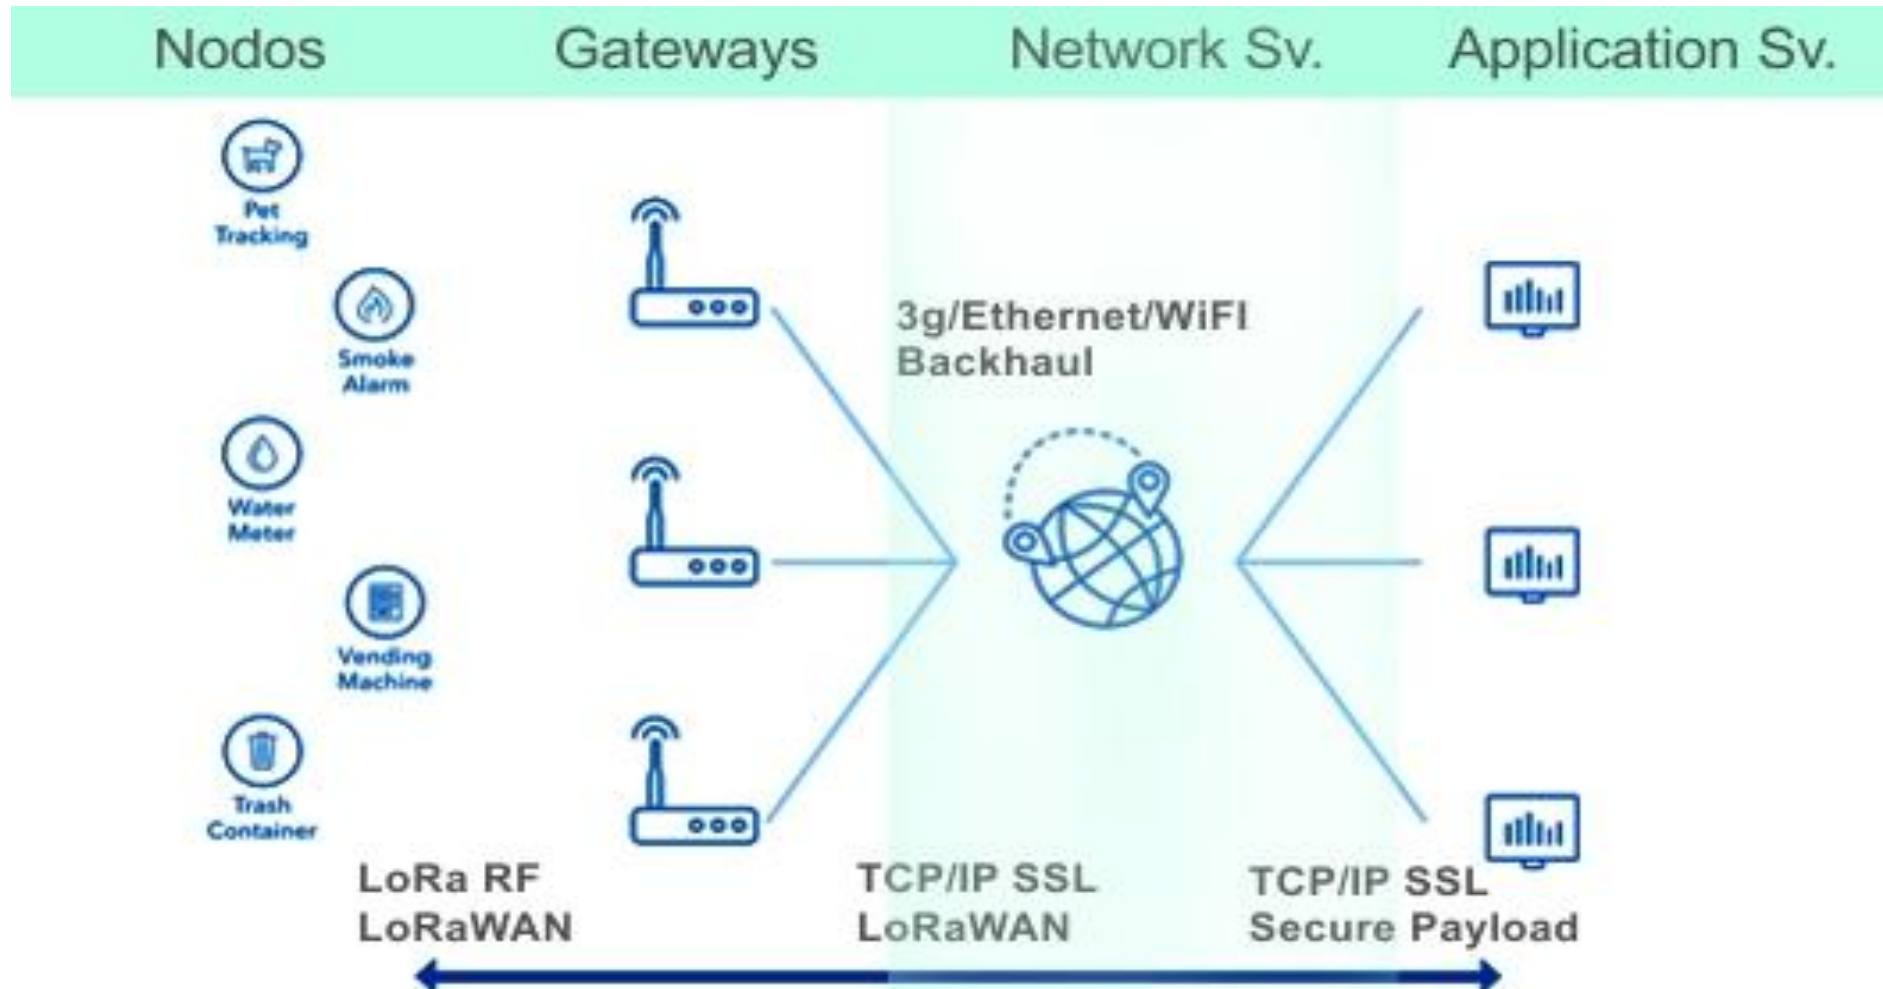 Nodos
Gateways
Network Sv.
Application Sv.
Pet
Tracking
Smoke
Alarm
Water
Meter
Vending
Machine
Trash
Container
3g/Ethernet/WiFI
Backhaul
LoRa RF
LoRaWAN
TCP/IP SSL
LoRaWAN
TCP/IP SSL
Secure Payload